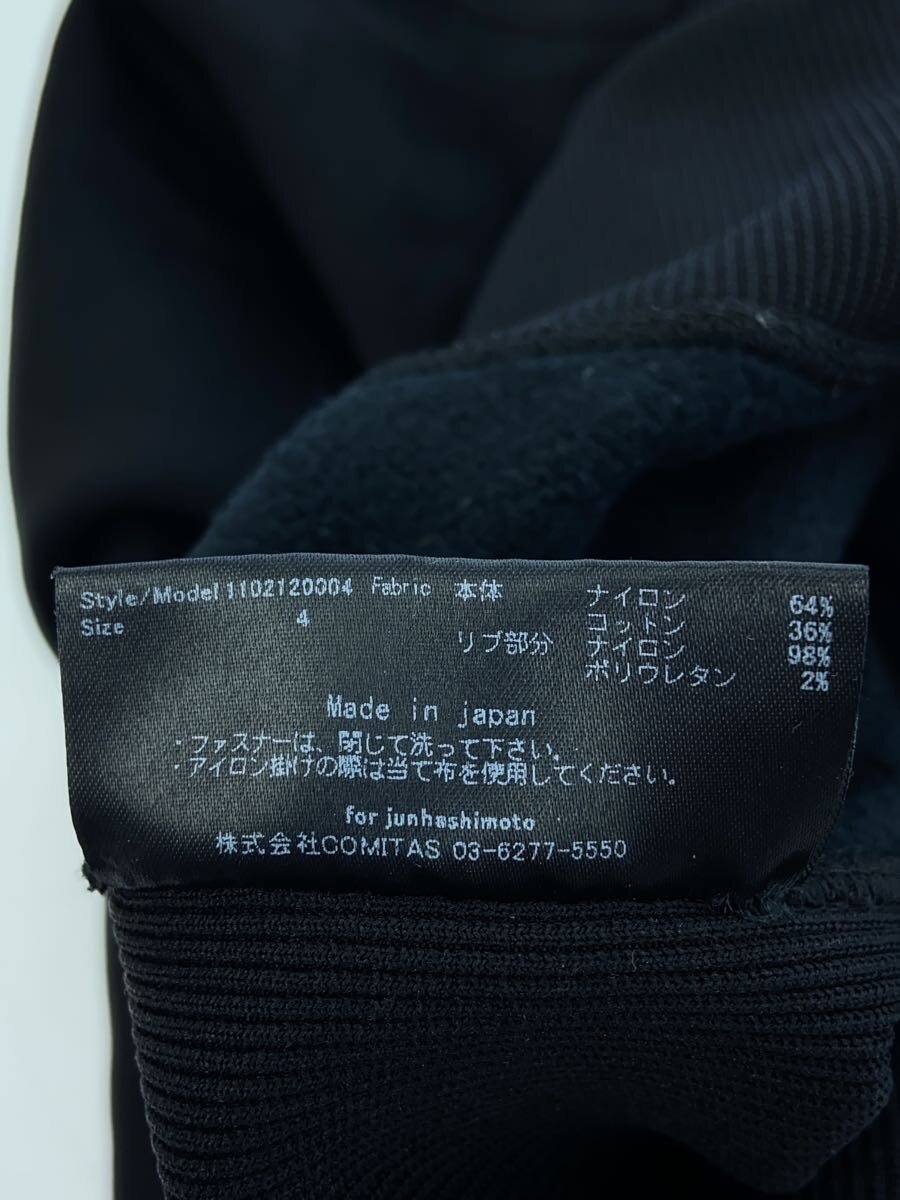 Style/Model 1102120004 Fabric 本体 ナイロン 64%
Size 4 コットン 36%
リブ部分 ナイロン 98%
ポリウレタン 2%
Made in japan
・ファスナーは、閉じて洗って下さい。
・アイロン掛けの際は当て布を使用してください。
for junhashimoto
株式会社COMITAS 03-6277-5550